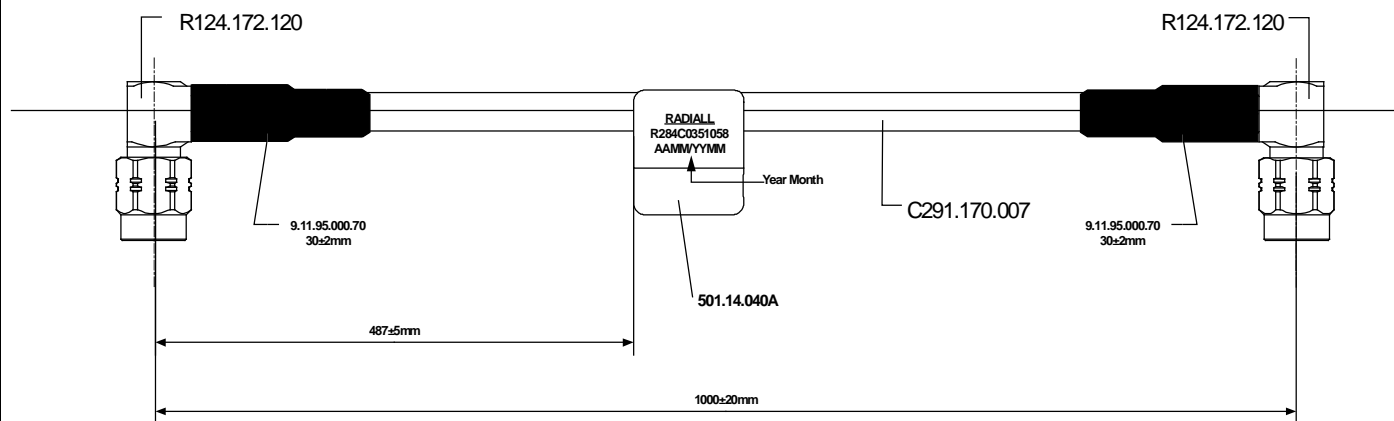 R124.172.120
R124.172.120
RADIALL
R284C0351058
AAMM/YYMM
Year Month
C291.170.007
9.11.95.000.70
30±2mm
9.11.95.000.70
30±2mm
501.14.040A
487±5mm
1000±20mm